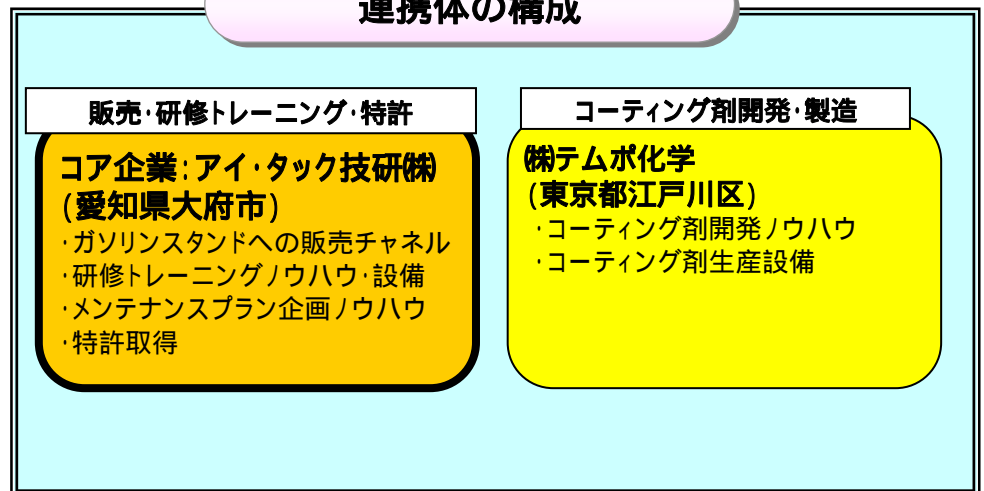 連携体の構成
販売・研修トレーニング・特許
コア企業:アイ・タック技研㈱
(愛知県大府市)
・ガソリンスタンドへの販売チャネル
・研修トレーニングノウハウ・設備
・メンテナンスプラン企画ノウハウ
・特許取得
コーティング剤開発・製造
㈱テムポ化学
(東京都江戸川区)
・コーティング剤開発ノウハウ
・コーティング剤生産設備